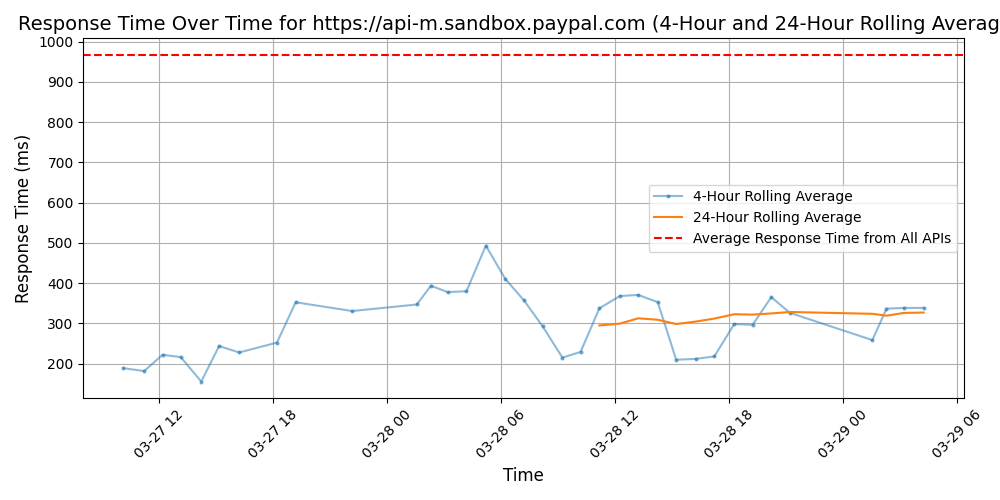 Response Time Over Time for https://api-m.sandbox.paypal.com (4-Hour and 24-Hour Rolling Averag
1000
900
800
700
600
500
400
300
200
Response Time (ms)
4-Hour Rolling Average
24-Hour Rolling Average
Average Response Time from All APIs
03-27 12
03-27 18
03-28 00
03-28 06
03-28 12
03-28 18
03-29 00
03-29 06
Time